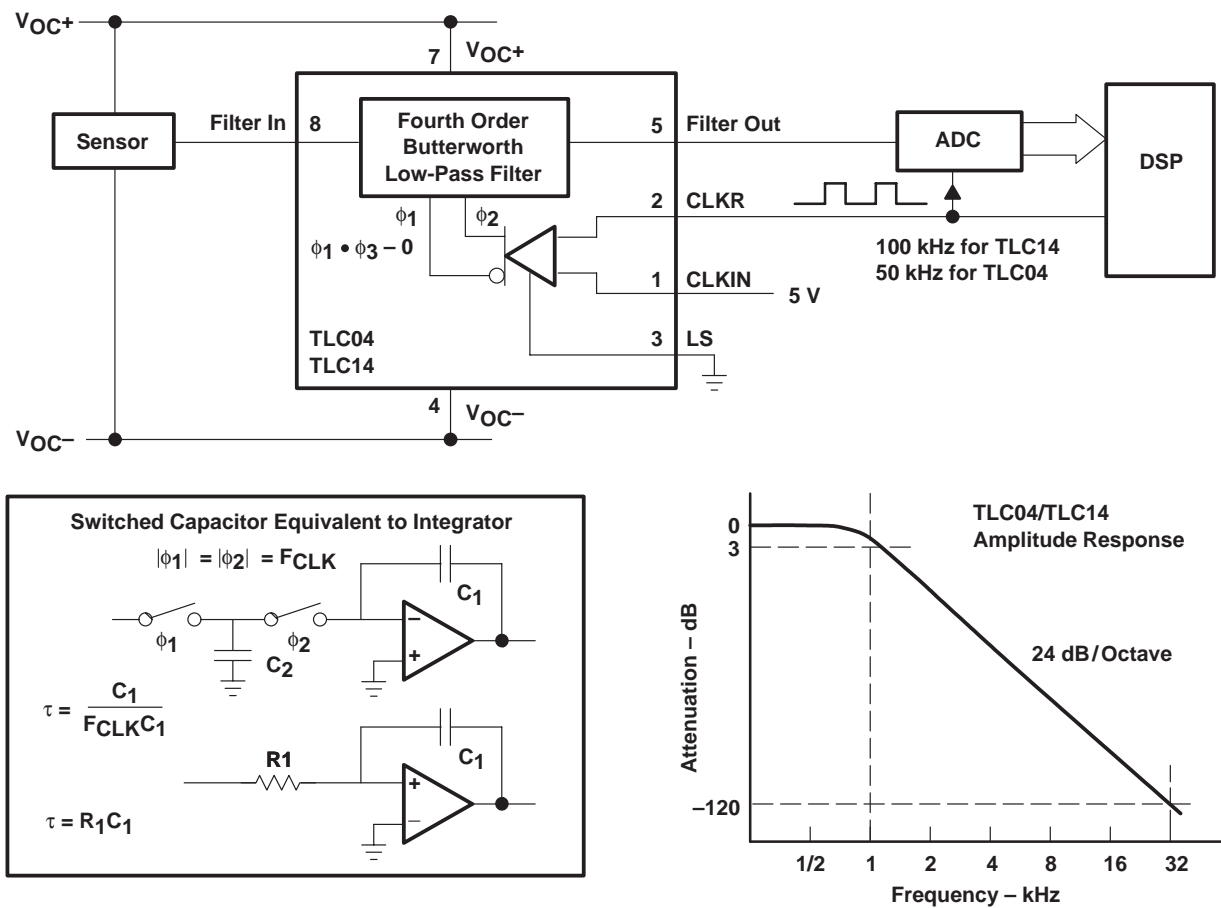 VOC+
7 VOC+
Sensor
Filter In 8
Fourth Order
Butterworth
Low-Pass Filter
5 Filter Out
ADC
DSP
2 CLKR
ϕ1 ϕ2
ϕ1 • ϕ3 – 0
100 kHz for TLC14
50 kHz for TLC04
1 CLKIN
5 V
3 LS
TLC04
TLC14
4 VOC–
VOC–
Switched Capacitor Equivalent to Integrator
|ϕ1| = |ϕ2| = FCLK
C1
ϕ1 ϕ2
C2
– +
τ = C1 / FCLKC1
C1
R1
+ –
τ = R1C1
TLC04/TLC14
Amplitude Response
0
3
–120
Attenuation – dB
24 dB/Octave
1/2 1 2 4 8 16 32
Frequency – kHz